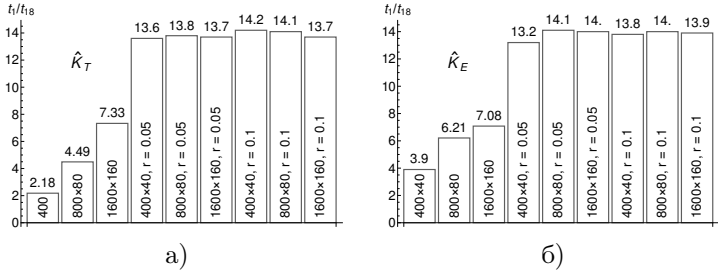 t₁/t₁₈
14
12
10
8
6
4
2
0
K̂_T
2.18
4.49
7.33
13.6
13.8
13.7
14.2
14.1
13.7
400
800×80
1600×160
400×40, r = 0.05
800×80, r = 0.05
1600×160, r = 0.05
400×40, r = 0.1
800×80, r = 0.1
1600×160, r = 0.1
а)
t₁/t₁₈
14
12
10
8
6
4
2
0
K̂_E
3.9
6.21
7.08
13.2
14.1
14.
13.8
14.
13.9
400×40
800×80
1600×160
400×40, r = 0.05
800×80, r = 0.05
1600×160, r = 0.05
400×40, r = 0.1
800×80, r = 0.1
1600×160, r = 0.1
б)